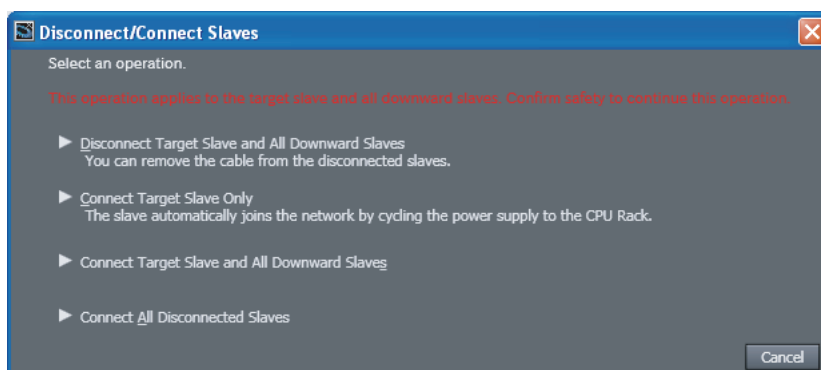 Disconnect/Connect Slaves
Select an operation.
This operation applies to the target slave and all downward slaves. Confirm safety to continue this operation.
Disconnect Target Slave and All Downward Slaves
You can remove the cable from the disconnected slaves.
Connect Target Slave Only
The slave automatically joins the network by cycling the power supply to the CPU Rack.
Connect Target Slave and All Downward Slaves
Connect All Disconnected Slaves
Cancel